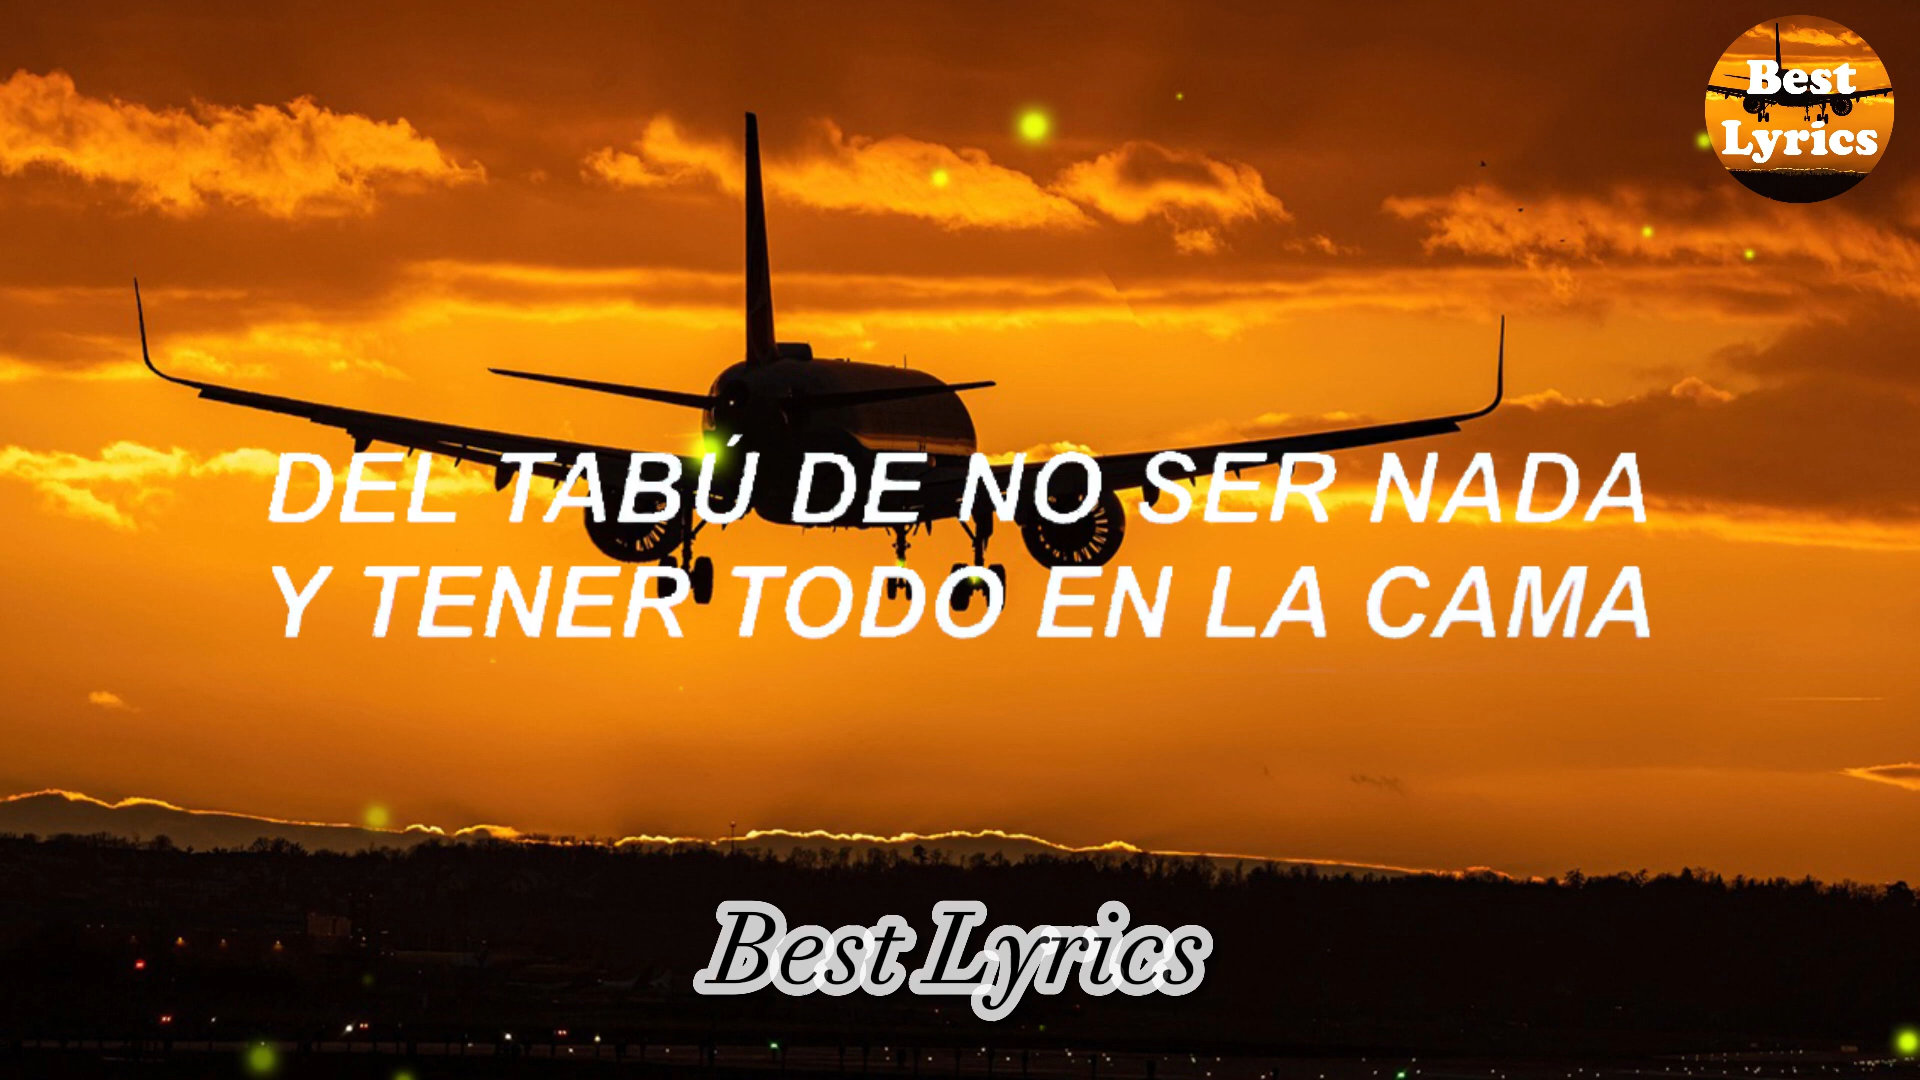 Best
Lyrics
DEL TABÚ DE NO SER NADA
Y TENER TODO EN LA CAMA
Best Lyrics